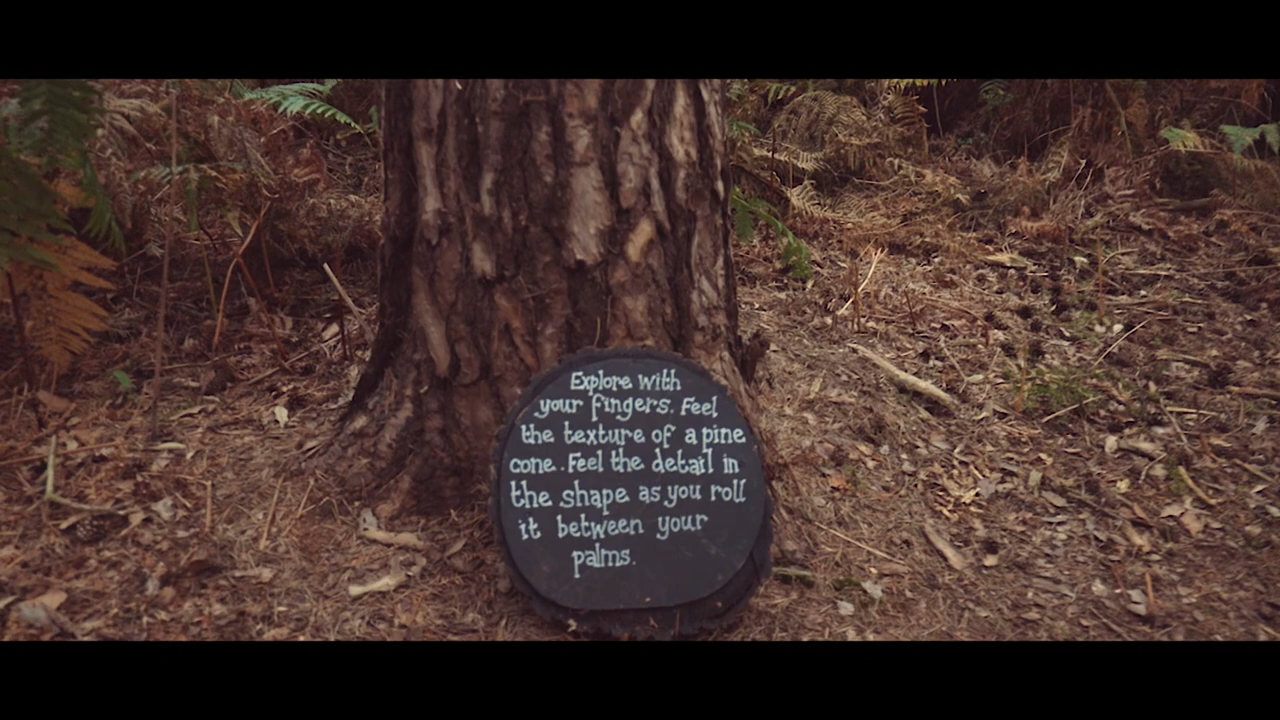 Explore with
your fingers. Feel
the texture of a pine
cone. Feel the detail in
the shape as you roll
it between your
palms.